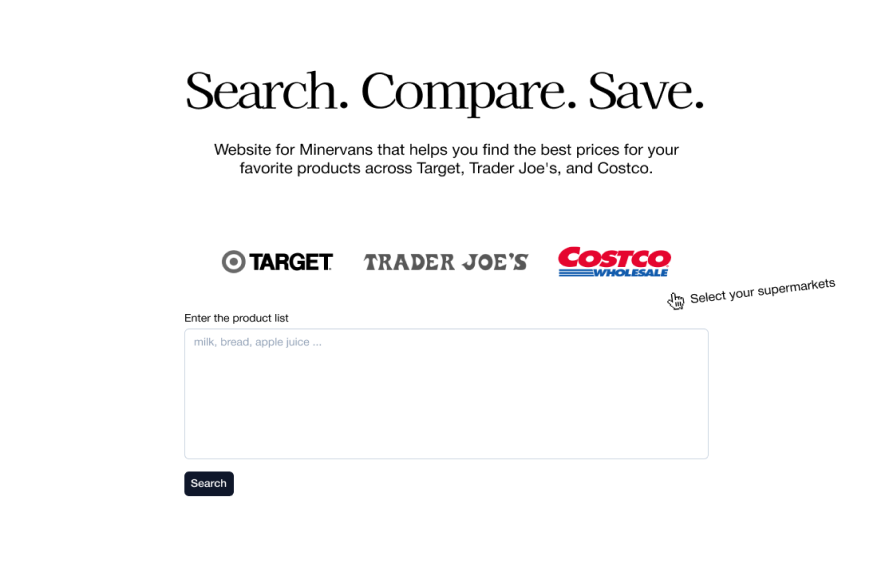 Search. Compare. Save.
Website for Minervans that helps you find the best prices for your
favorite products across Target, Trader Joe's, and Costco.
TARGET
TRADER JOE'S
COSTCO
WHOLESALE
Select your supermarkets
Enter the product list
milk, bread, apple juice ...
Search